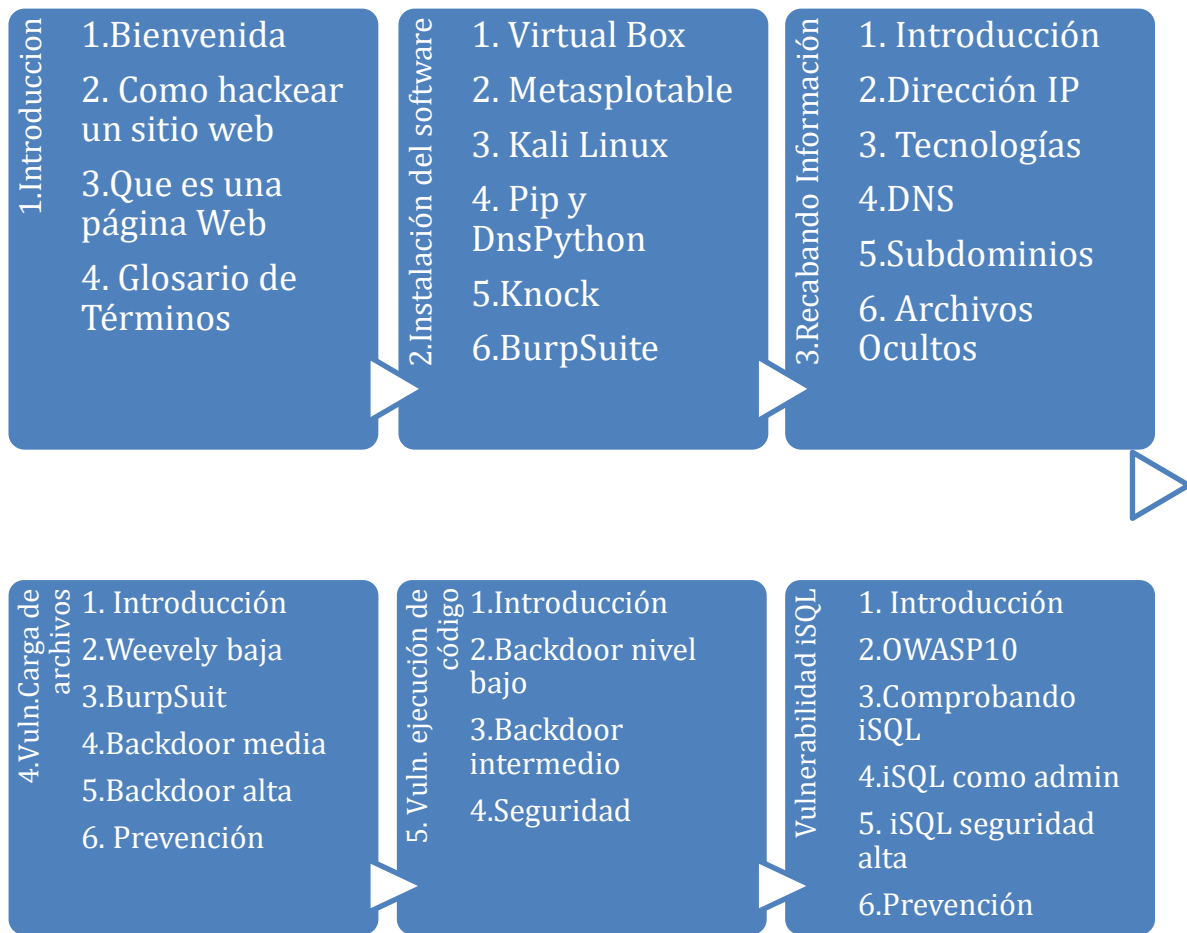 1.Introduccion
1.Bienvenida
2. Como hackear
un sitio web
3.Que es una
página Web
4. Glosario de
Términos
2.Instalación del software
1. Virtual Box
2. Metasplotable
3. Kali Linux
4. Pip y
DnsPython
5.Knock
6.BurpSuite
3.Recabando Información
1. Introducción
2.Dirección IP
3. Tecnologías
4.DNS
5.Subdominios
6. Archivos
Ocultos
4.Vuln.Carga de
archivos
1. Introducción
2.Weevely baja
3.BurpSuit
4.Backdoor media
5.Backdoor alta
6. Prevención
5. Vuln. ejecución de
código
1.Introducción
2.Backdoor nivel
bajo
3.Backdoor
intermedio
4.Seguridad
Vulnerabilidad iSQL
1. Introducción
2.OWASP10
3.Comprobando
iSQL
4.iSQL como admin
5. iSQL seguridad
alta
6.Prevención